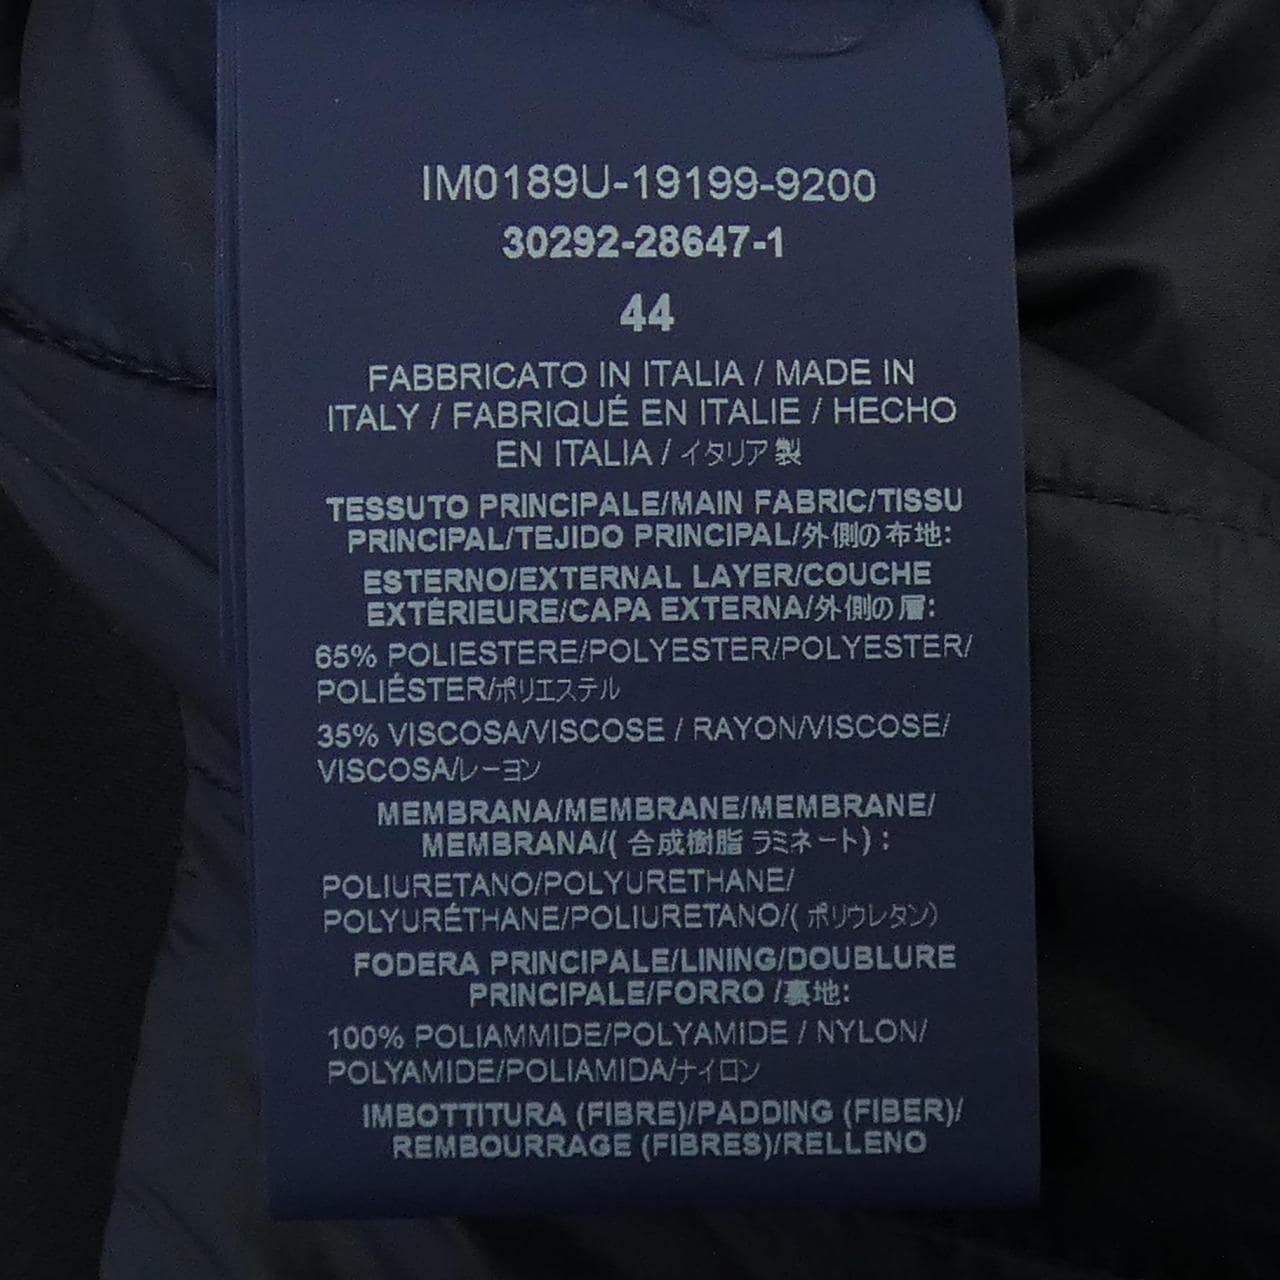 IM0189U-19199-9200
30292-28647-1
44
FABBRICATO IN ITALIA / MADE IN
ITALY / FABRIQUÉ EN ITALIE / HECHO
EN ITALIA / イタリア製
TESSUTO PRINCIPALE/MAIN FABRIC/TISSU
PRINCIPAL/TEJIDO PRINCIPAL/外側の布地:
ESTERNO/EXTERNAL LAYER/COUCHE
EXTÉRIEURE/CAPA EXTERNA/外側の層:
65% POLIESTERE/POLYESTER/POLYESTER/
POLIÉSTER/ポリエステル
35% VISCOSA/VISCOSE / RAYON/VISCOSE/
VISCOSA/レーヨン
MEMBRANA/MEMBRANE/MEMBRANE/
MEMBRANA/( 合成樹脂 ラミネート) :
POLIURETANO/POLYURETHANE/
POLYURÉTHANE/POLIURETANO/( ポリウレタン)
FODERA PRINCIPALE/LINING/DOUBLURE
PRINCIPALE/FORRO /裏地:
100% POLIAMMIDE/POLYAMIDE / NYLON/
POLYAMIDE/POLIAMIDA/ナイロン
IMBOTTITURA (FIBRE)/PADDING (FIBER)/
REMBOURRAGE (FIBRES)/RELLENO